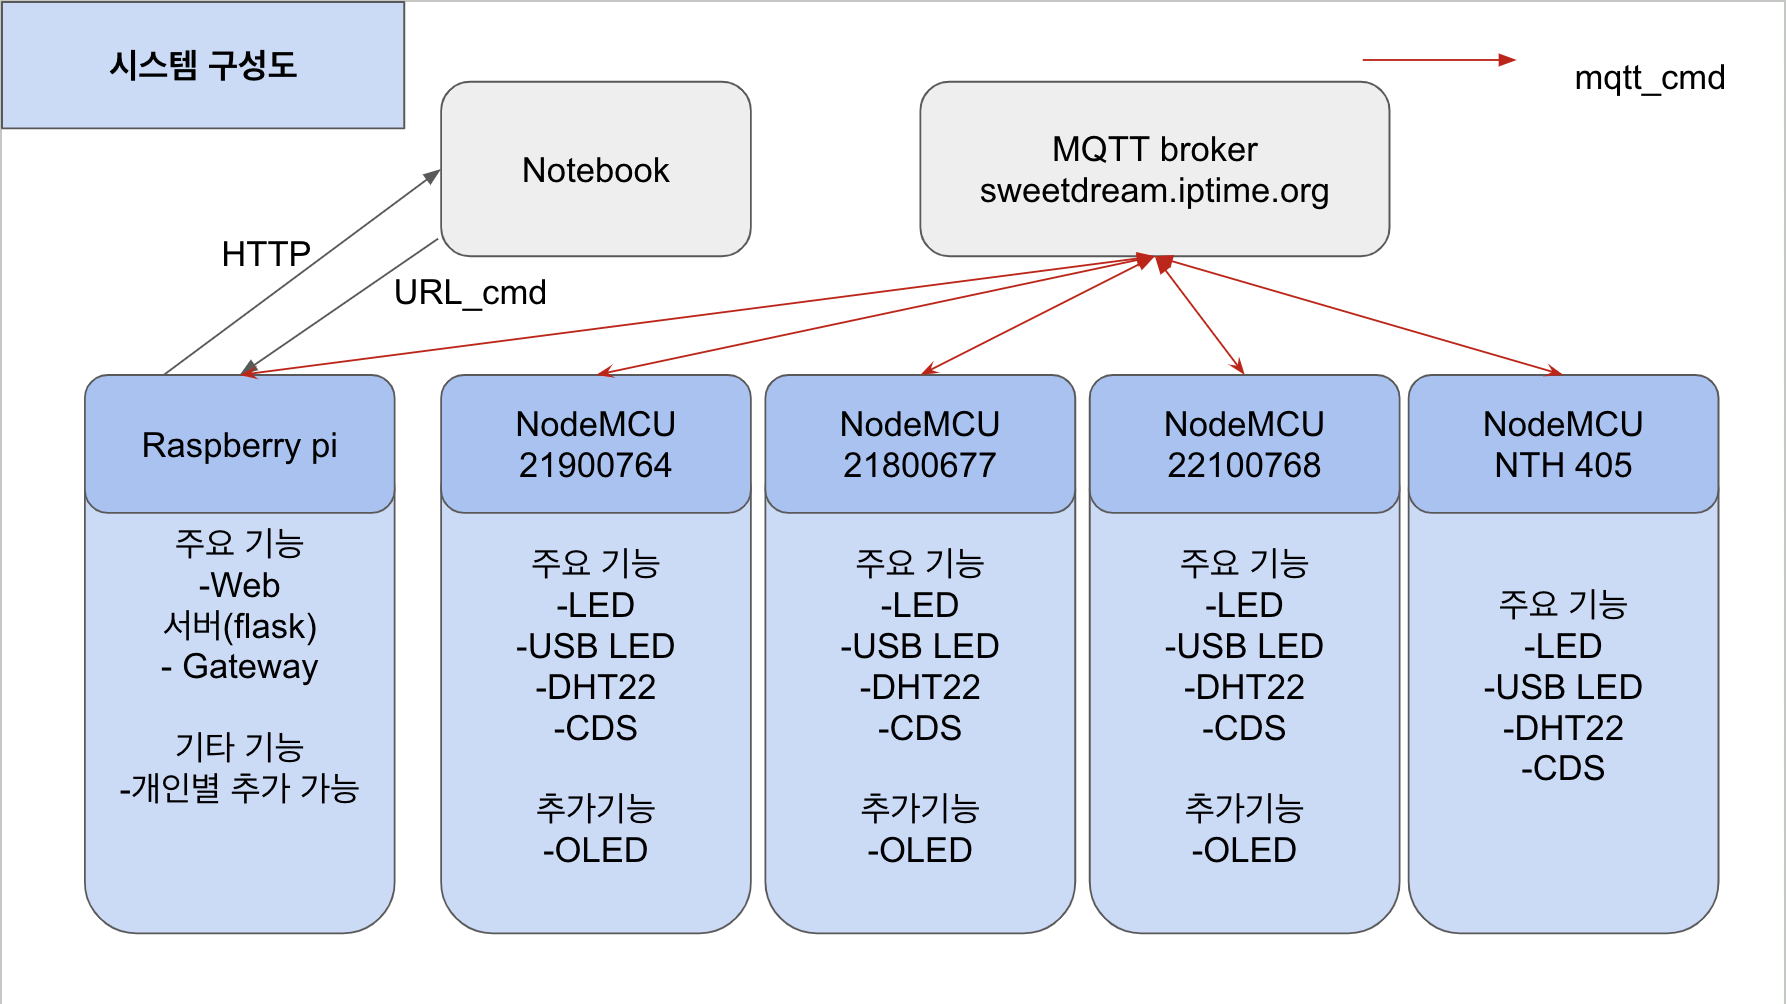 시스템 구성도
mqtt_cmd
Notebook
MQTT broker
sweetdream.iptime.org
HTTP
URL_cmd
Raspberry pi
주요 기능
-Web
서버(flask)
- Gateway
기타 기능
-개인별 추가 가능
NodeMCU
21900764
주요 기능
-LED
-USB LED
-DHT22
-CDS
추가기능
-OLED
NodeMCU
21800677
주요 기능
-LED
-USB LED
-DHT22
-CDS
추가기능
-OLED
NodeMCU
22100768
주요 기능
-LED
-USB LED
-DHT22
-CDS
추가기능
-OLED
NodeMCU
NTH 405
주요 기능
-LED
-USB LED
-DHT22
-CDS